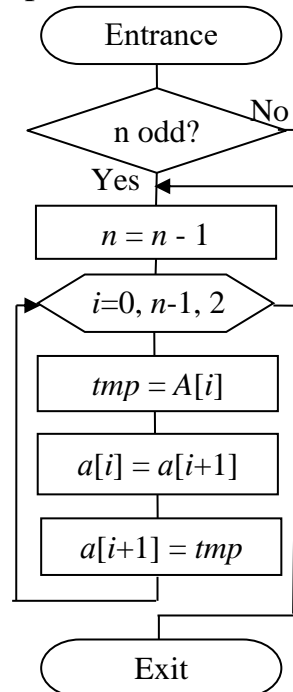 Entrance
n odd?
No
Yes
n = n - 1
i=0, n-1, 2
tmp = A[i]
a[i] = a[i+1]
a[i+1] = tmp
Exit